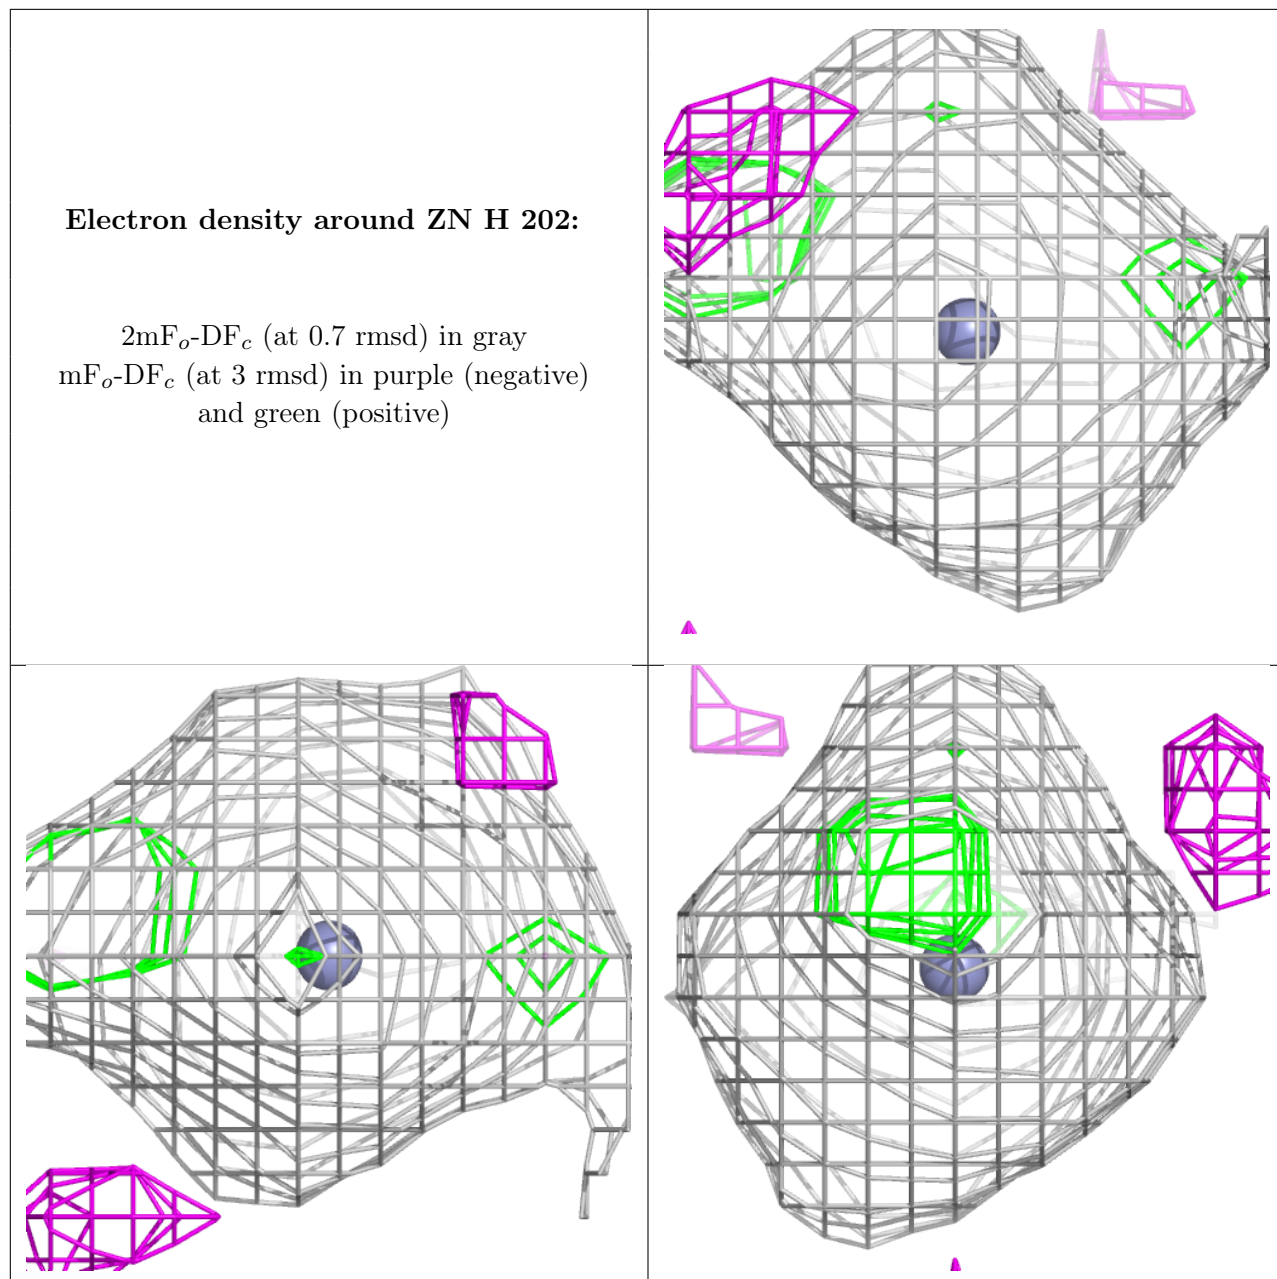 Electron density around ZN H 202:
2mFₒ-DF𝒸 (at 0.7 rmsd) in gray
mFₒ-DF𝒸 (at 3 rmsd) in purple (negative)
and green (positive)